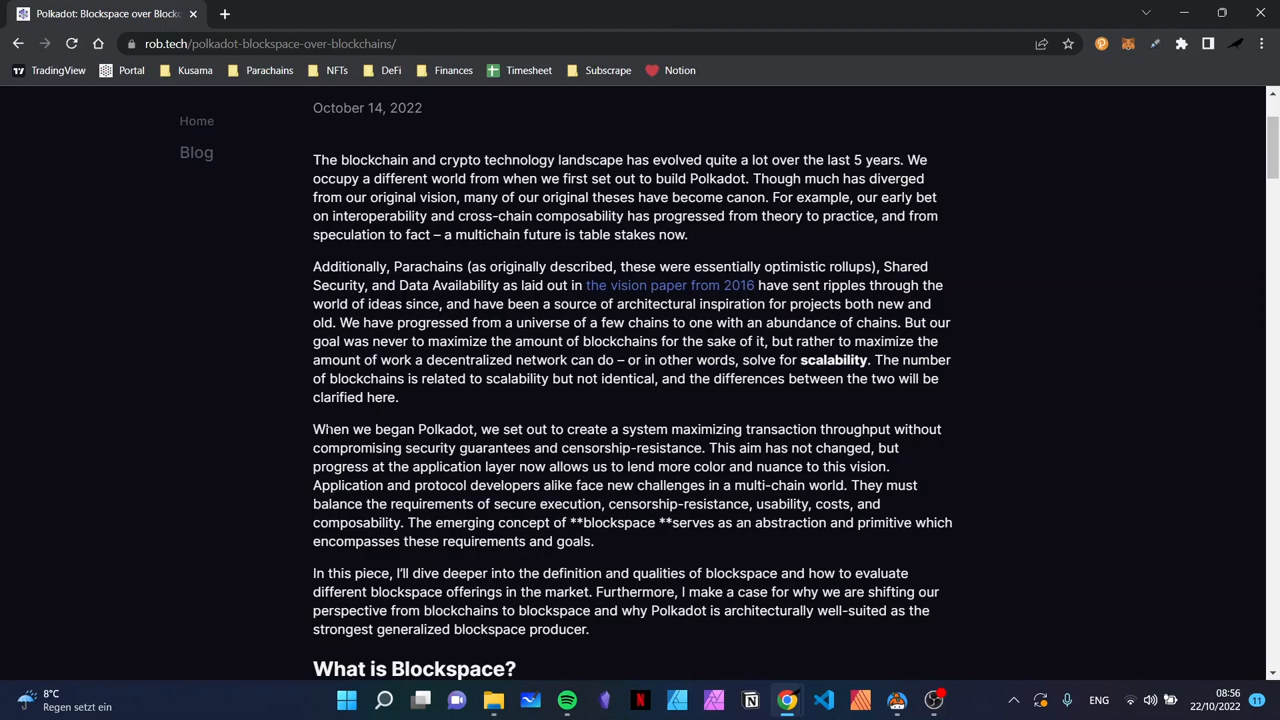 Polkadot: Blockspace over Block
rob.tech/polkadot-blockspace-over-blockchains/
TradingView
Portal
Kusama
Parachains
NFTs
DeFi
Finances
Timesheet
Subscrape
Notion
Home
Blog
October 14, 2022
The blockchain and crypto technology landscape has evolved quite a lot over the last 5 years. We
occupy a different world from when we first set out to build Polkadot. Though much has diverged
from our original vision, many of our original theses have become canon. For example, our early bet
on interoperability and cross-chain composability has progressed from theory to practice, and from
speculation to fact – a multichain future is table stakes now.
Additionally, Parachains (as originally described, these were essentially optimistic rollups), Shared
Security, and Data Availability as laid out in the vision paper from 2016 have sent ripples through the
world of ideas since, and have been a source of architectural inspiration for projects both new and
old. We have progressed from a universe of a few chains to one with an abundance of chains. But our
goal was never to maximize the amount of blockchains for the sake of it, but rather to maximize the
amount of work a decentralized network can do – or in other words, solve for scalability. The number
of blockchains is related to scalability but not identical, and the differences between the two will be
clarified here.
When we began Polkadot, we set out to create a system maximizing transaction throughput without
compromising security guarantees and censorship-resistance. This aim has not changed, but
progress at the application layer now allows us to lend more color and nuance to this vision.
Application and protocol developers alike face new challenges in a multi-chain world. They must
balance the requirements of secure execution, censorship-resistance, usability, costs, and
composability. The emerging concept of **blockspace **serves as an abstraction and primitive which
encompasses these requirements and goals.
In this piece, I'll dive deeper into the definition and qualities of blockspace and how to evaluate
different blockspace offerings in the market. Furthermore, I make a case for why we are shifting our
perspective from blockchains to blockspace and why Polkadot is architecturally well-suited as the
strongest generalized blockspace producer.
What is Blockspace?
8°C
Regen setzt ein
ENG
08:56
22/10/2022